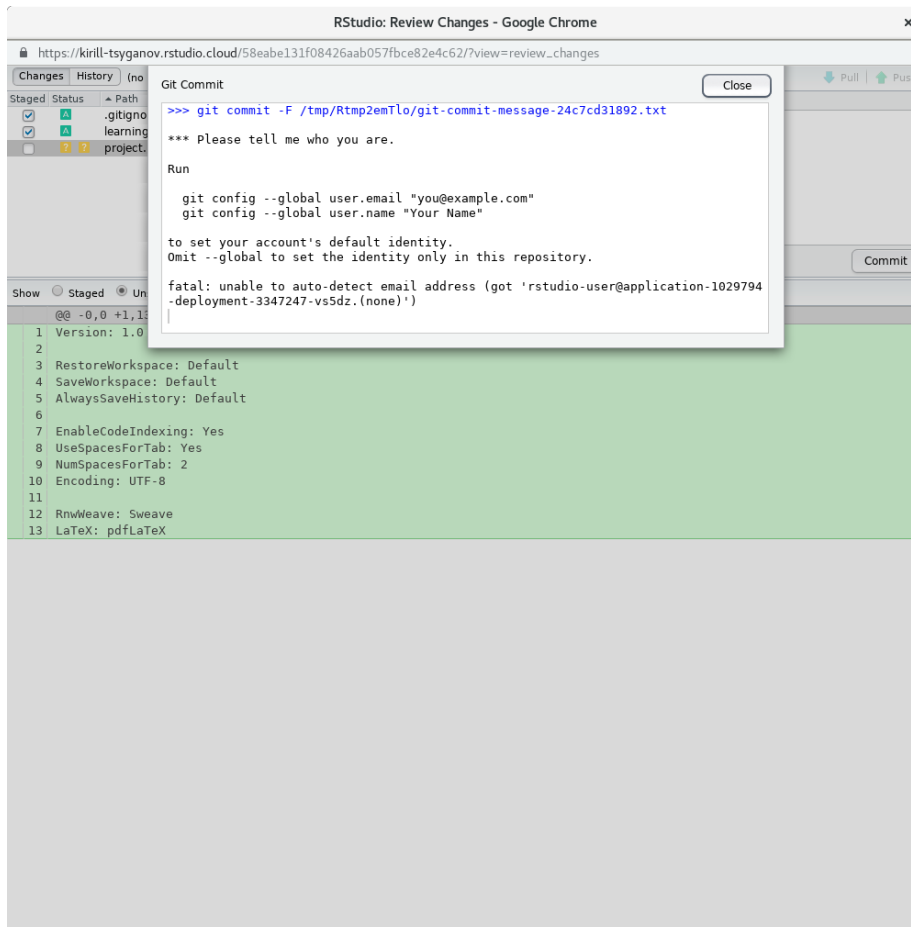 RStudio: Review Changes - Google Chrome
https://kirill-tsyganov.rstudio.cloud/58eabe131f08426aab057fbce82e4c62/?view=review_changes
Changes History (no
Git Commit
Close
Pull
Pus
Staged Status Path
.gitigno
learning
project.
>>> git commit -F /tmp/Rtmp2emTlo/git-commit-message-24c7cd31892.txt
*** Please tell me who you are.
Run
git config --global user.email "you@example.com"
git config --global user.name "Your Name"
to set your account's default identity.
Omit --global to set the identity only in this repository.
fatal: unable to auto-detect email address (got 'rstudio-user@application-1029794
-deployment-3347247-vs5dz.(none)')
Commit
Show Staged Un
@@ -0,0 +1,13
1 Version: 1.0
2
3 RestoreWorkspace: Default
4 SaveWorkspace: Default
5 AlwaysSaveHistory: Default
6
7 EnableCodeIndexing: Yes
8 UseSpacesForTab: Yes
9 NumSpacesForTab: 2
10 Encoding: UTF-8
11
12 RnwWeave: Sweave
13 LaTeX: pdfLaTeX